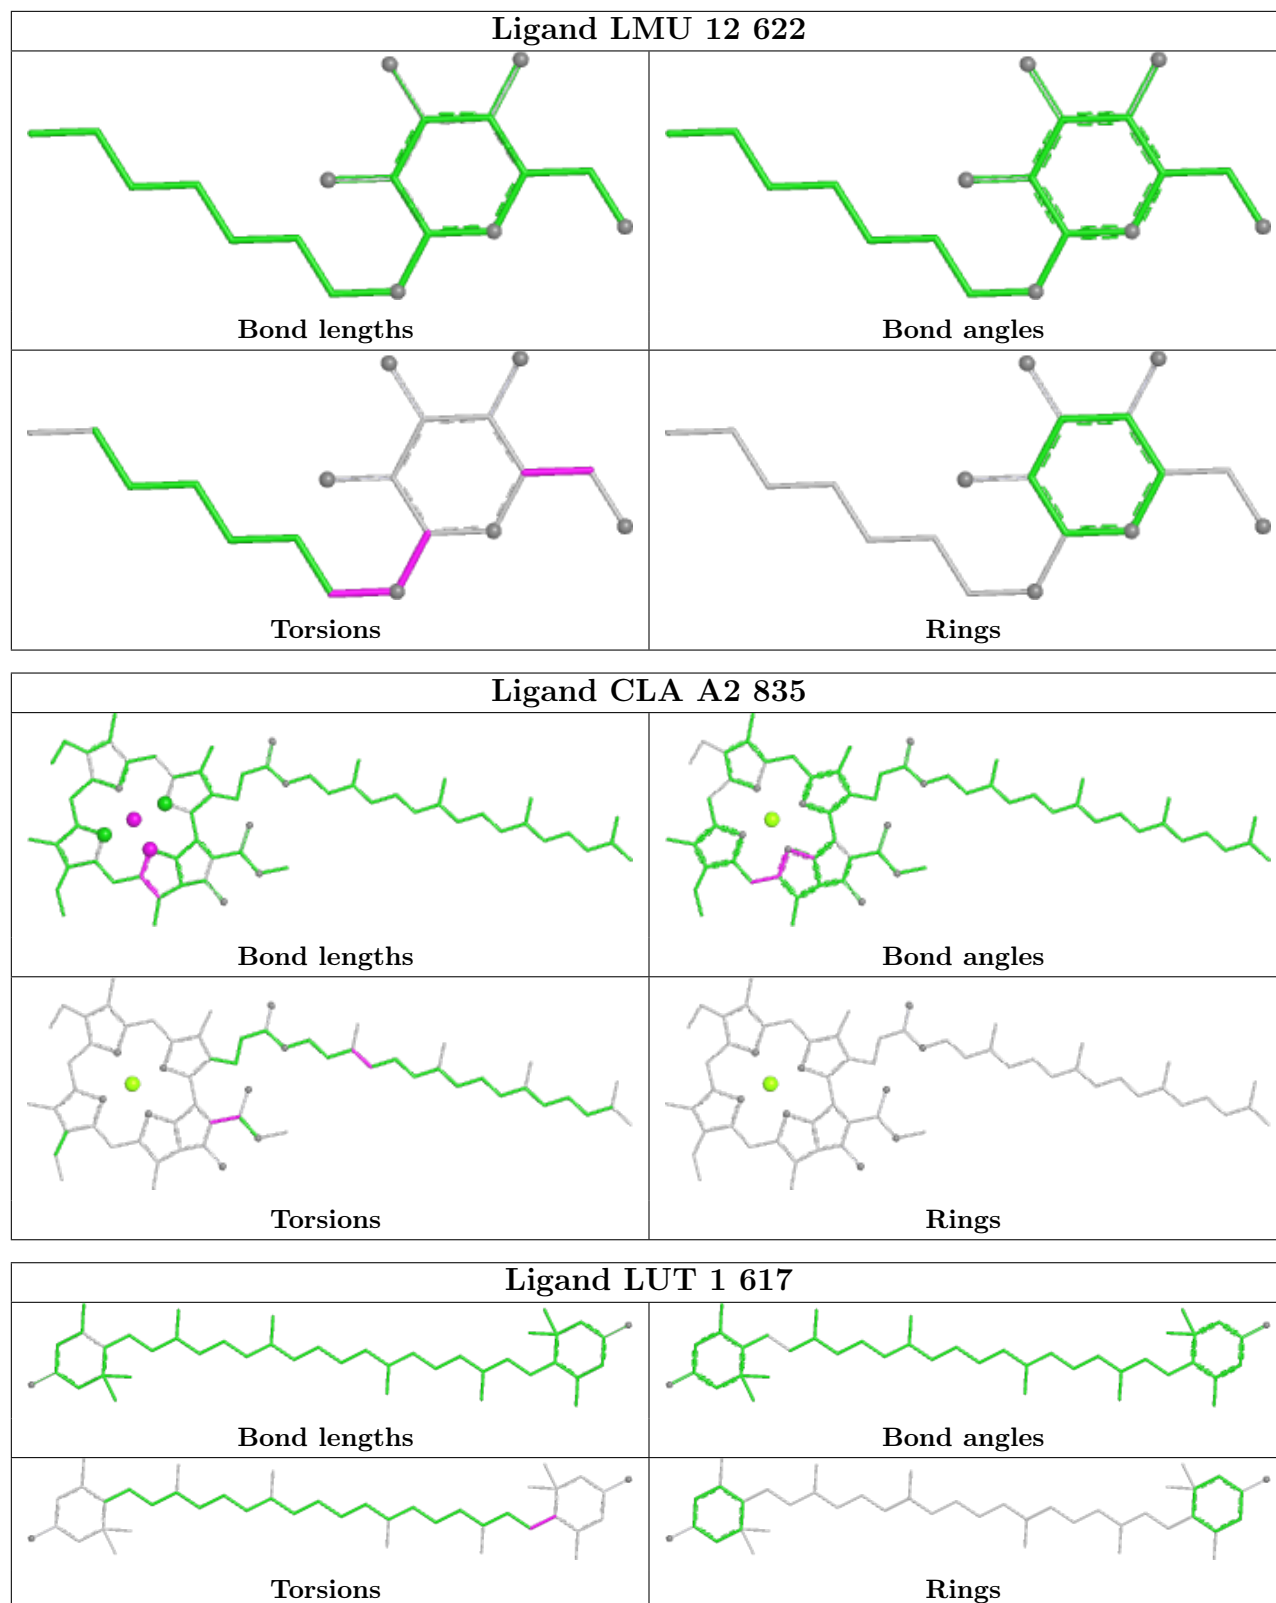 Ligand LMU 12 622
Bond lengths
Bond angles
Torsions
Rings
Ligand CLA A2 835
Bond lengths
Bond angles
Torsions
Rings
Ligand LUT 1 617
Bond lengths
Bond angles
Torsions
Rings